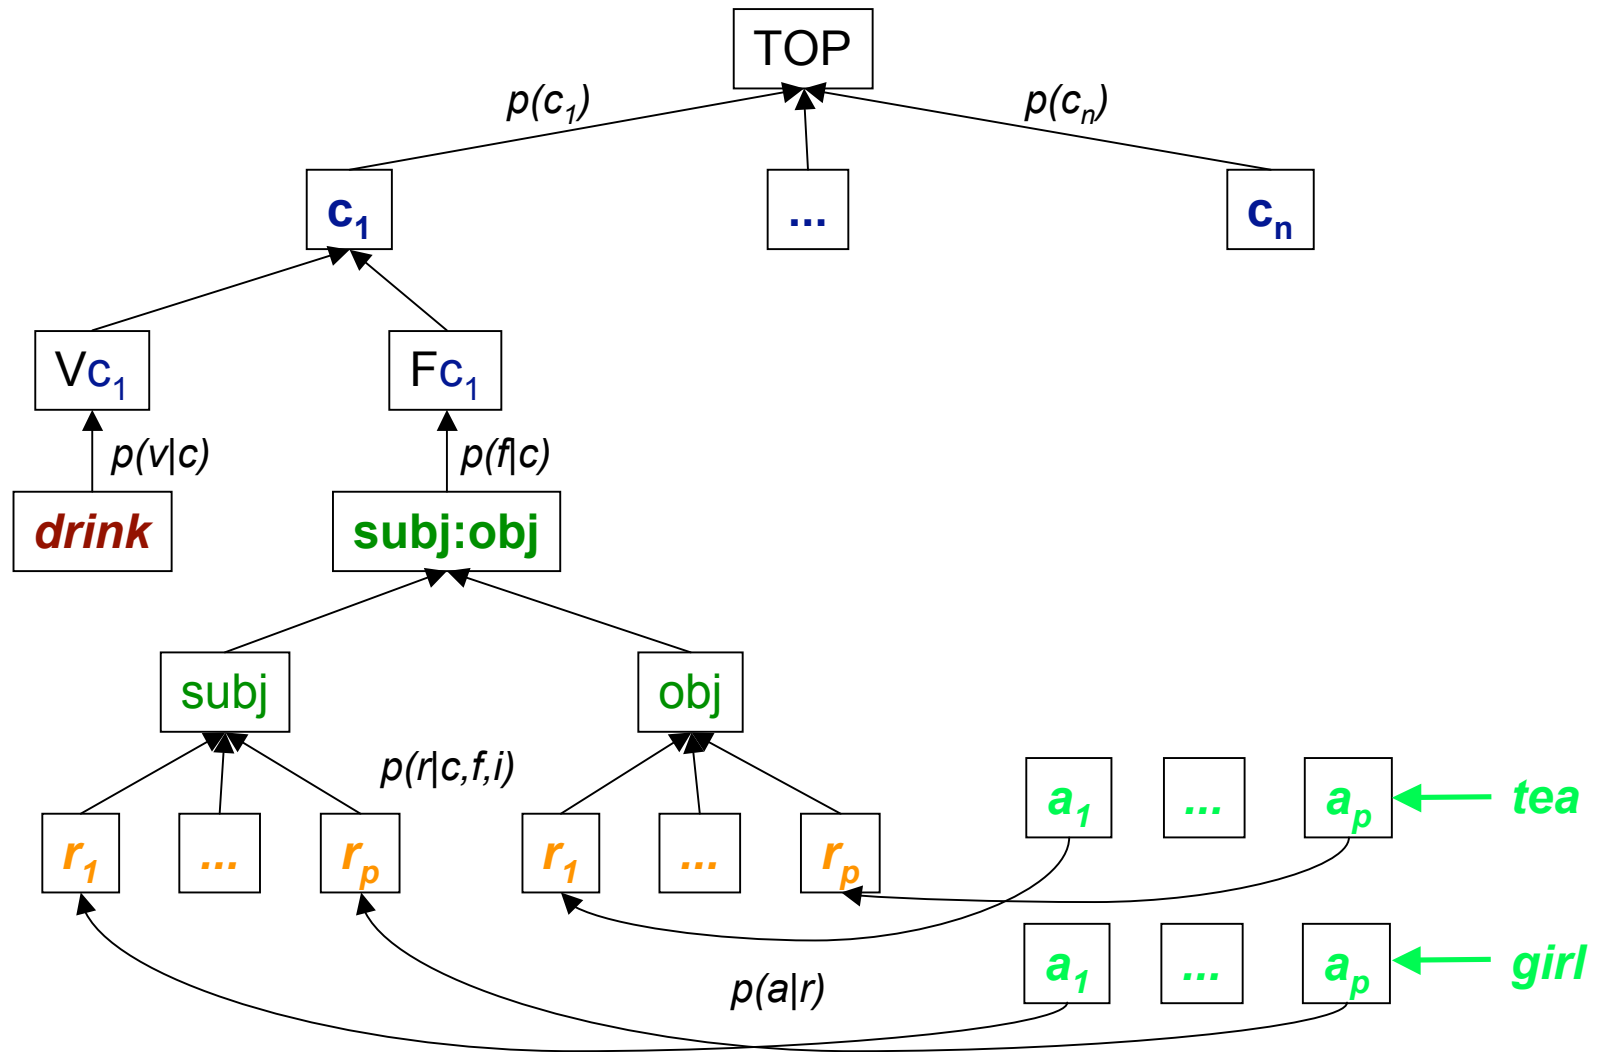 TOP
p(c₁) p(cₙ)
c₁ ... cₙ
Vc₁ Fc₁
p(v|c) p(f|c)
drink subj:obj
subj obj
p(r|c,f,i)
a₁ ... aₚ tea
r₁ ... rₚ r₁ ... rₚ
a₁ ... aₚ girl
p(a|r)